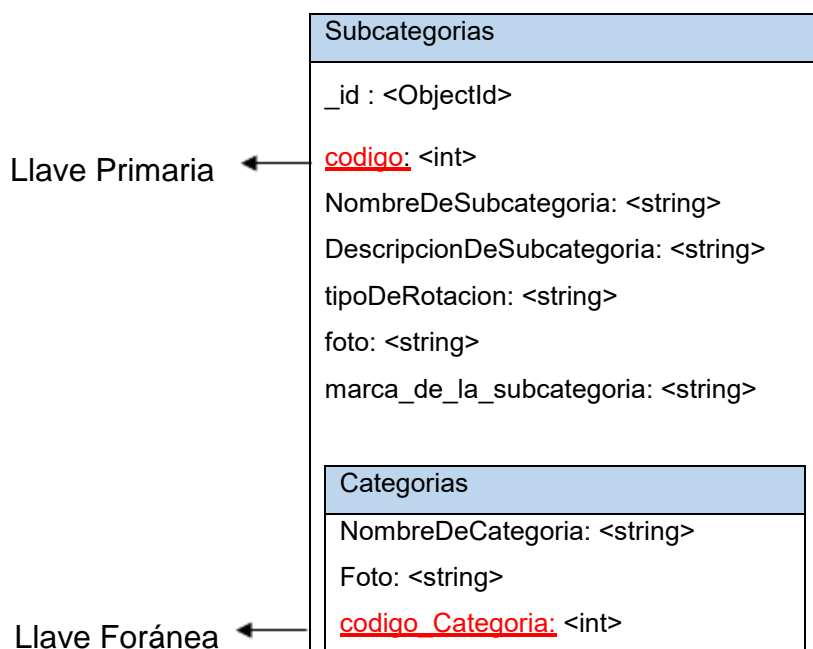 Subcategorias
_id : <ObjectId>
Llave Primaria
codigo: <int>
NombreDeSubcategoria: <string>
DescripcionDeSubcategoria: <string>
tipoDeRotacion: <string>
foto: <string>
marca_de_la_subcategoria: <string>
Categorias
NombreDeCategoria: <string>
Foto: <string>
Llave Foránea
codigo_Categoria: <int>